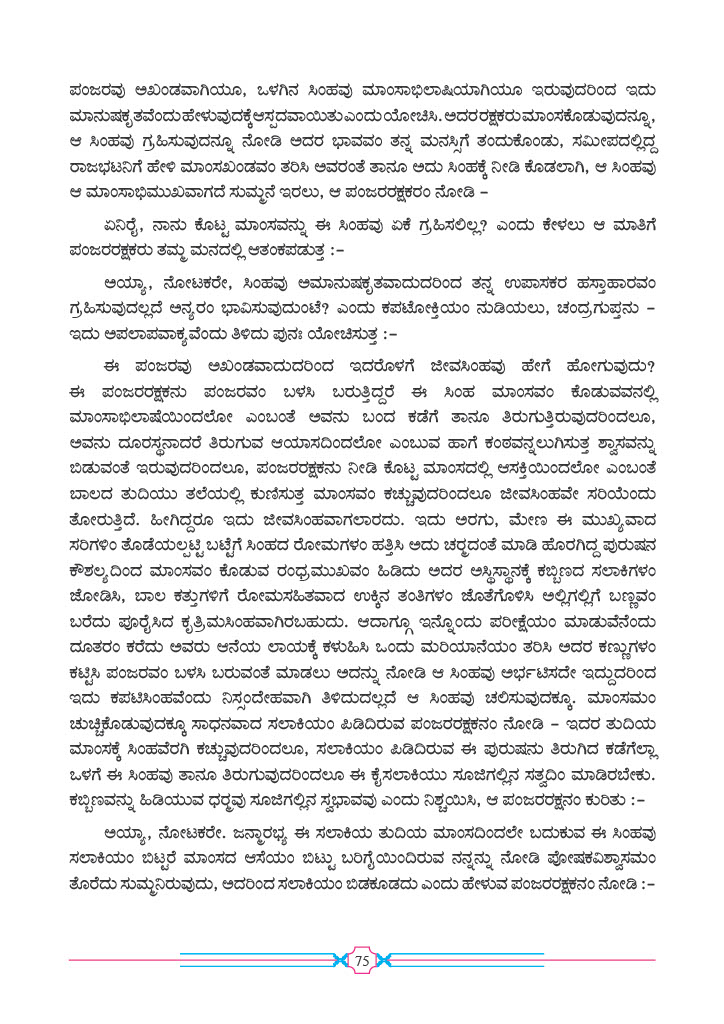 ಪಂಜರವು ಅಖಂಡವಾಗಿಯೂ, ಒಳಗಿನ ಸಿಂಹವು ಮಾಂಸಾಭಿಲಾಷಿಯಾಗಿಯೂ ಇರುವುದರಿಂದ ಇದು
ಮಾನುಷಕೃತವೆಂದು ಹೇಳುವುದಕ್ಕೆ ಆಸ್ಪದವಾಯಿತು ಎಂದು ಯೋಚಿಸಿ. ಅದರ ರಕ್ಷಕರು ಮಾಂಸಕೊಡುವುದನ್ನೂ,
ಆ ಸಿಂಹವು ಗ್ರಹಿಸುವುದನ್ನೂ ನೋಡಿ ಅದರ ಭಾವವಂ ತನ್ನ ಮನಸ್ಸಿಗೆ ತಂದುಕೊಂಡು, ಸಮೀಪದಲ್ಲಿದ್ದ
ರಾಜಭಟನಿಗೆ ಹೇಳಿ ಮಾಂಸಖಂಡವಂ ತರಿಸಿ ಅವರಂತೆ ತಾನೂ ಅದು ಸಿಂಹಕ್ಕೆ ನೀಡಿ ಕೊಡಲಾಗಿ, ಆ ಸಿಂಹವು
ಆ ಮಾಂಸಾಭಿಮುಖವಾಗದೆ ಸುಮ್ಮನೆ ಇರಲು, ಆ ಪಂಜರರಕ್ಷಕರಂ ನೋಡಿ –
ಏನಿರೈ, ನಾನು ಕೊಟ್ಟ ಮಾಂಸವನ್ನು ಈ ಸಿಂಹವು ಏಕೆ ಗ್ರಹಿಸಲಿಲ್ಲ? ಎಂದು ಕೇಳಲು ಆ ಮಾತಿಗೆ
ಪಂಜರರಕ್ಷಕರು ತಮ್ಮ ಮನದಲ್ಲಿ ಆತಂಕಪಡುತ್ತ :–
ಅಯ್ಯಾ, ನೋಟಕರೇ, ಸಿಂಹವು ಅಮಾನುಷಕೃತವಾದುದರಿಂದ ತನ್ನ ಉಪಾಸಕರ ಹಸ್ತಾಹಾರವಂ
ಗ್ರಹಿಸುವುದಲ್ಲದೆ ಅನ್ಯರಂ ಭಾವಿಸುವುದುಂಟೆ? ಎಂದು ಕಪಟೋಕ್ತಿಯಂ ನುಡಿಯಲು, ಚಂದ್ರಗುಪ್ತನು –
ಇದು ಅಪಲಾಪವಾಕ್ಯವೆಂದು ತಿಳಿದು ಪುನಃ ಯೋಚಿಸುತ್ತ :–
ಈ ಪಂಜರವು ಅಖಂಡವಾದುದರಿಂದ ಇದರೊಳಗೆ ಜೀವಸಿಂಹವು ಹೇಗೆ ಹೋಗುವುದು?
ಈ ಪಂಜರರಕ್ಷಕನು ಪಂಜರವಂ ಬಳಸಿ ಬರುತ್ತಿದ್ದರೆ ಈ ಸಿಂಹ ಮಾಂಸವಂ ಕೊಡುವವನಲ್ಲಿ
ಮಾಂಸಾಭಿಲಾಷೆಯಿಂದಲೋ ಎಂಬಂತೆ ಅವನು ಬಂದ ಕಡೆಗೆ ತಾನೂ ತಿರುಗುತ್ತಿರುವುದರಿಂದಲೂ,
ಅವನು ದೂರಸ್ಥನಾದರೆ ತಿರುಗುವ ಆಯಾಸದಿಂದಲೋ ಎಂಬುವ ಹಾಗೆ ಕಂಠವನ್ನಲುಗಿಸುತ್ತ ಶ್ವಾಸವನ್ನು
ಬಿಡುವಂತೆ ಇರುವುದರಿಂದಲೂ, ಪಂಜರರಕ್ಷಕನು ನೀಡಿ ಕೊಟ್ಟ ಮಾಂಸದಲ್ಲಿ ಆಸಕ್ತಿಯಿಂದಲೋ ಎಂಬಂತೆ
ಬಾಲದ ತುದಿಯು ತಲೆಯಲ್ಲಿ ಕುಣಿಸುತ್ತ ಮಾಂಸವಂ ಕಚ್ಚುವುದರಿಂದಲೂ ಜೀವಸಿಂಹವೇ ಸರಿಯೆಂದು
ತೋರುತ್ತಿದೆ. ಹೀಗಿದ್ದರೂ ಇದು ಜೀವಸಿಂಹವಾಗಲಾರದು. ಇದು ಅರಗು, ಮೇಣ ಈ ಮುಖ್ಯವಾದ
ಸರಿಗಳಿಂ ತೊಡೆಯಲ್ಪಟ್ಟಿ ಬಟ್ಟೆಗೆ ಸಿಂಹದ ರೋಮಗಳಂ ಹತ್ತಿಸಿ ಅದು ಚರ‍್ಮದಂತೆ ಮಾಡಿ ಹೊರಗಿದ್ದ ಪುರುಷನ
ಕೌಶಲ್ಯದಿಂದ ಮಾಂಸವಂ ಕೊಡುವ ರಂಧ್ರಮುಖವಂ ಹಿಡಿದು ಅದರ ಅಸ್ಥಿಸ್ಥಾನಕ್ಕೆ ಕಬ್ಬಿಣದ ಸಲಾಕಿಗಳಂ
ಜೋಡಿಸಿ, ಬಾಲ ಕತ್ತುಗಳಿಗೆ ರೋಮಸಹಿತವಾದ ಉಕ್ಕಿನ ತಂತಿಗಳಂ ಜೊತೆಗೊಳಿಸಿ ಅಲ್ಲಿಗಲ್ಲಿಗೆ ಬಣ್ಣವಂ
ಬರೆದು ಪೂರೈಸಿದ ಕೃತ್ರಿಮಸಿಂಹವಾಗಿರಬಹುದು. ಆದಾಗ್ಗೂ ಇನ್ನೊಂದು ಪರೀಕ್ಷೆಯಂ ಮಾಡುವೆನೆಂದು
ದೂತರಂ ಕರೆದು ಅವರು ಆನೆಯ ಲಾಯಕ್ಕೆ ಕಳುಹಿಸಿ ಒಂದು ಮರಿಯಾನೆಯಂ ತರಿಸಿ ಅದರ ಕಣ್ಣುಗಳಂ
ಕಟ್ಟಿಸಿ ಪಂಜರವಂ ಬಳಸಿ ಬರುವಂತೆ ಮಾಡಲು ಅದನ್ನು ನೋಡಿ ಆ ಸಿಂಹವು ಅರ್ಭಟಿಸದೇ ಇದ್ದುದರಿಂದ
ಇದು ಕಪಟಿಸಿಂಹವೆಂದು ನಿಸ್ಸಂದೇಹವಾಗಿ ತಿಳಿದುದಲ್ಲದೆ ಆ ಸಿಂಹವು ಚಲಿಸುವುದಕ್ಕೂ. ಮಾಂಸಮಂ
ಚುಚ್ಚಿಕೊಡುವುದಕ್ಕೂ ಸಾಧನವಾದ ಸಲಾಕಿಯಂ ಪಿಡಿದಿರುವ ಪಂಜರರಕ್ಷಕನಂ ನೋಡಿ – ಇದರ ತುದಿಯ
ಮಾಂಸಕ್ಕೆ ಸಿಂಹವೆರಗಿ ಕಚ್ಚುವುದರಿಂದಲೂ, ಸಲಾಕಿಯಂ ಪಿಡಿದಿರುವ ಈ ಪುರುಷನು ತಿರುಗಿದ ಕಡೆಗೆಲ್ಲಾ
ಒಳಗೆ ಈ ಸಿಂಹವು ತಾನೂ ತಿರುಗುವುದರಿಂದಲೂ ಈ ಕೈಸಲಾಕಿಯು ಸೂಜಿಗಲ್ಲಿನ ಸತ್ವದಿಂ ಮಾಡಿರಬೇಕು.
ಕಬ್ಬಿಣವನ್ನು ಹಿಡಿಯುವ ಧರ‍್ಮವು ಸೂಜಿಗಲ್ಲಿನ ಸ್ವಭಾವವು ಎಂದು ನಿಶ್ಚಯಿಸಿ, ಆ ಪಂಜರರಕ್ಷನಂ ಕುರಿತು :–
ಅಯ್ಯಾ, ನೋಟಕರೇ. ಜನ್ಮಾರಭ್ಯ ಈ ಸಲಾಕಿಯ ತುದಿಯ ಮಾಂಸದಿಂದಲೇ ಬದುಕುವ ಈ ಸಿಂಹವು
ಸಲಾಕಿಯಂ ಬಿಟ್ಟರೆ ಮಾಂಸದ ಆಸೆಯಂ ಬಿಟ್ಟು ಬರಿಗೈಯಿಂದಿರುವ ನನ್ನನ್ನು ನೋಡಿ ಪೋಷಕವಿಶ್ವಾಸಮಂ
ತೊರೆದು ಸುಮ್ಮನಿರುವುದು, ಅದರಿಂದ ಸಲಾಕಿಯಂ ಬಿಡಕೂಡದು ಎಂದು ಹೇಳುವ ಪಂಜರರಕ್ಷಕನಂ ನೋಡಿ :–
75